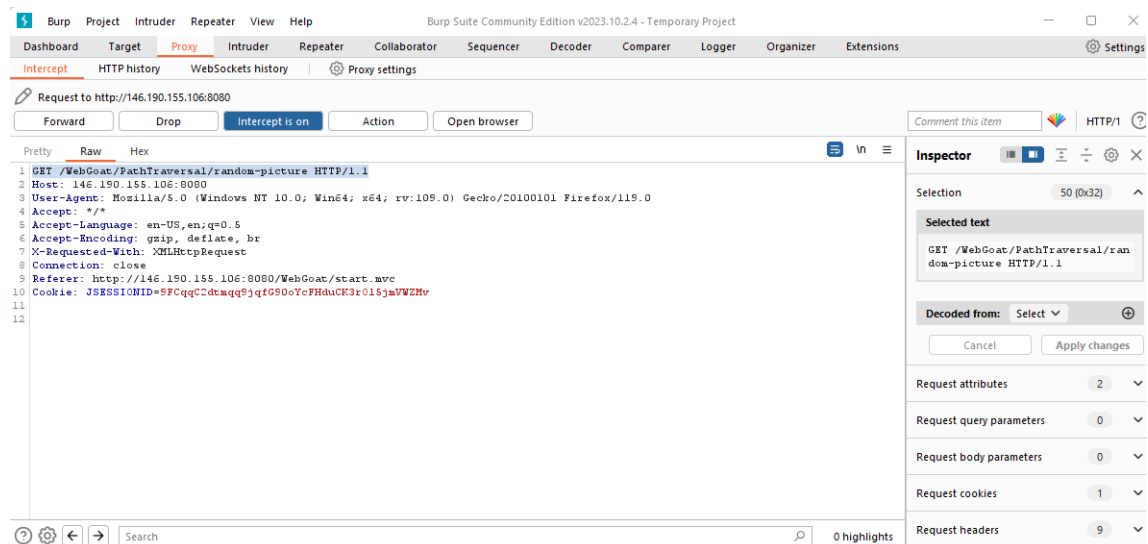 Burp Project Intruder Repeater View Help Burp Suite Community Edition v2023.10.2.4 - Temporary Project
Dashboard Target Proxy Intruder Repeater Collaborator Sequencer Decoder Comparer Logger Organizer Extensions Settings
Intercept HTTP history WebSockets history Proxy settings
Request to http://146.190.155.106:8080
Forward Drop Intercept is on Action Open browser Comment this item HTTP/1
Pretty Raw Hex \n
Inspector
1 GET /WebGoat/PathTraversal/random-picture HTTP/1.1
2 Host: 146.190.155.106:8080
3 User-Agent: Mozilla/5.0 (Windows NT 10.0; Win64; x64; rv:109.0) Gecko/20100101 Firefox/119.0
4 Accept: */*
5 Accept-Language: en-US,en;q=0.5
6 Accept-Encoding: gzip, deflate, br
7 X-Requested-With: XMLHttpRequest
8 Connection: close
9 Referer: http://146.190.155.106:8080/WebGoat/start.mvc
10 Cookie: JSESSIONID=9FCqqC2dtmqq9jqfG90oYcFHduCK3r0l5jmVWZMv
11
12
Selection 50 (0x32)
Selected text
GET /WebGoat/PathTraversal/ran
dom-picture HTTP/1.1
Decoded from: Select
Cancel Apply changes
Request attributes 2
Request query parameters 0
Request body parameters 0
Request cookies 1
Request headers 9
Search 0 highlights